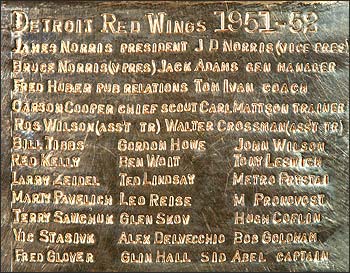 DETROIT RED WINGS 1951-52
JAMES NORRIS PRESIDENT J D NORRIS (VICE PRES)
BRUCE NORRIS (V PRES) JACK ADAMS GEN MANAGER
FRED HUBER PUB RELATIONS TOM IVAN COACH
CARSON COOPER CHIEF SCOUT CARL MATTSON TRAINER
ROS WILSON (ASST TR) WALTER CROSSMAN (ASST TR)
BILL TIBBS GORDON HOWE JOHN WILSON
RED KELLY BEN WOIT TONY LESWICH
LARRY ZEIDEL TED LINDSAY METRO PRYSTAI
MARTY PAVELICH LEO REISE M PRONOVOST
TERRY SAWCHUK GLEN SKOV HUGH COFLIN
VIC STASIUK ALEX DELVECCHIO BOB GOLDHAM
FRED GLOVER GLIN HALL SID ABEL CAPTAIN